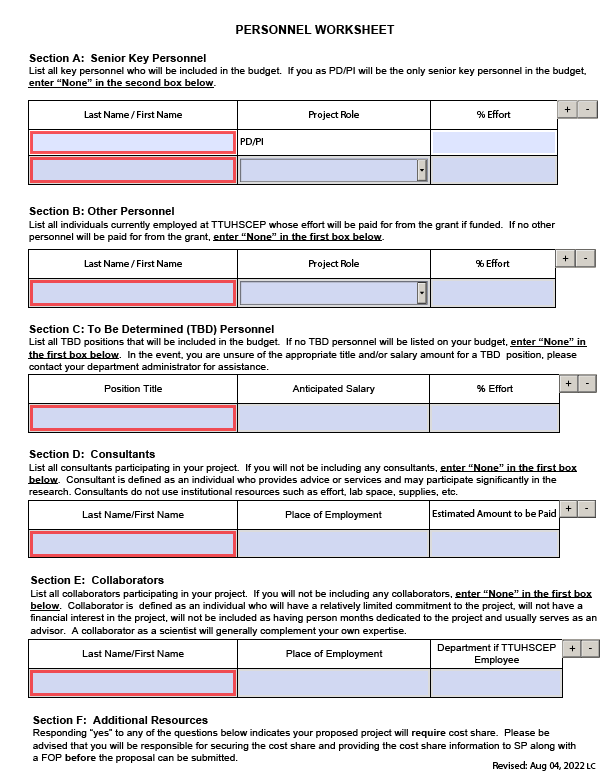 PERSONNEL WORKSHEET
Section A: Senior Key Personnel
List all key personnel who will be included in the budget. If you as PD/PI will be the only senior key personnel in the budget,
enter “None” in the second box below.
Last Name / First Name Project Role % Effort + -
PD/PI
Section B: Other Personnel
List all individuals currently employed at TTUHSCEP whose effort will be paid for from the grant if funded. If no other
personnel will be paid for from the grant, enter “None” in the first box below.
Last Name / First Name Project Role % Effort + -
Section C: To Be Determined (TBD) Personnel
List all TBD positions that will be included in the budget. If no TBD personnel will be listed on your budget, enter “None” in
the first box below. In the event, you are unsure of the appropriate title and/or salary amount for a TBD position, please
contact your department administrator for assistance.
Position Title Anticipated Salary % Effort + -
Section D: Consultants
List all consultants participating in your project. If you will not be including any consultants, enter “None” in the first box
below. Consultant is defined as an individual who provides advice or services and may participate significantly in the
research. Consultants do not use institutional resources such as effort, lab space, supplies, etc.
Last Name/First Name Place of Employment Estimated Amount to be Paid + -
Section E: Collaborators
List all collaborators participating in your project. If you will not be including any collaborators, enter “None” in the first box
below. Collaborator is defined as an individual who will have a relatively limited commitment to the project, will not have a
financial interest in the project, will not be included as having person months dedicated to the project and usually serves as an
advisor. A collaborator as a scientist will generally complement your own expertise.
Last Name/First Name Place of Employment Department if TTUHSCEP + -
Employee
Section F: Additional Resources
Responding “yes” to any of the questions below indicates your proposed project will require cost share. Please be
advised that you will be responsible for securing the cost share and providing the cost share information to SP along with
a FOP before the proposal can be submitted.
Revised: Aug 04, 2022 LC